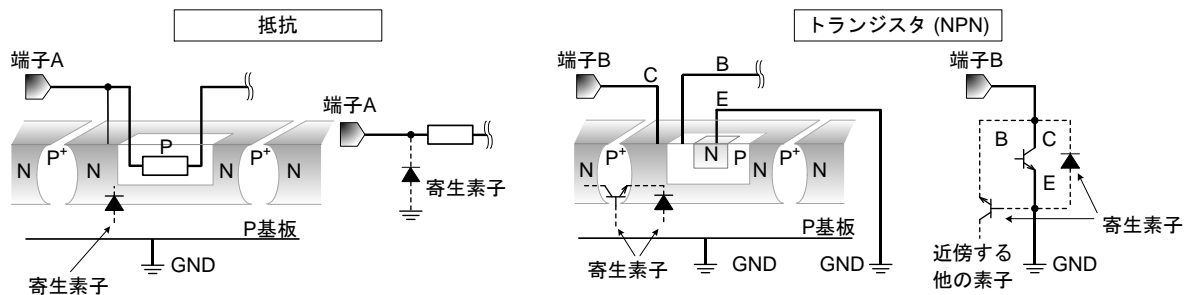 抵抗
トランジスタ (NPN)
端子A
端子A
P
N
P+
N
N
P+
N
寄生素子
P基板
GND
寄生素子
端子B
C
B
E
N
P+
N
N
P
N
P+
N
P基板
寄生素子
GND
GND
端子B
B
C
E
寄生素子
近傍する
他の素子
GND